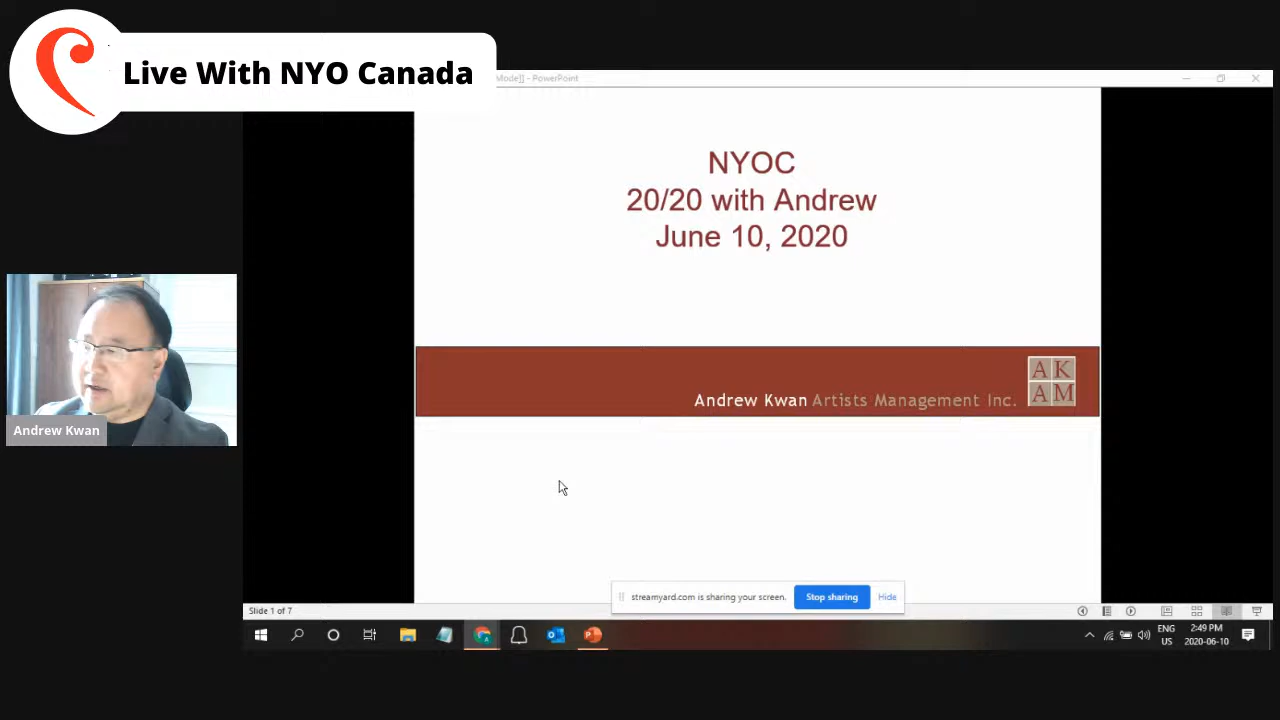 Live With NYO Canada
Mode]] - PowerPoint
NYOC
20/20 with Andrew
June 10, 2020
Andrew Kwan Artists Management Inc.
A K
A M
Andrew Kwan
streamyard.com is sharing your screen.
Stop sharing
Hide
Slide 1 of 7
ENG
US
2:49 PM
2020-06-10